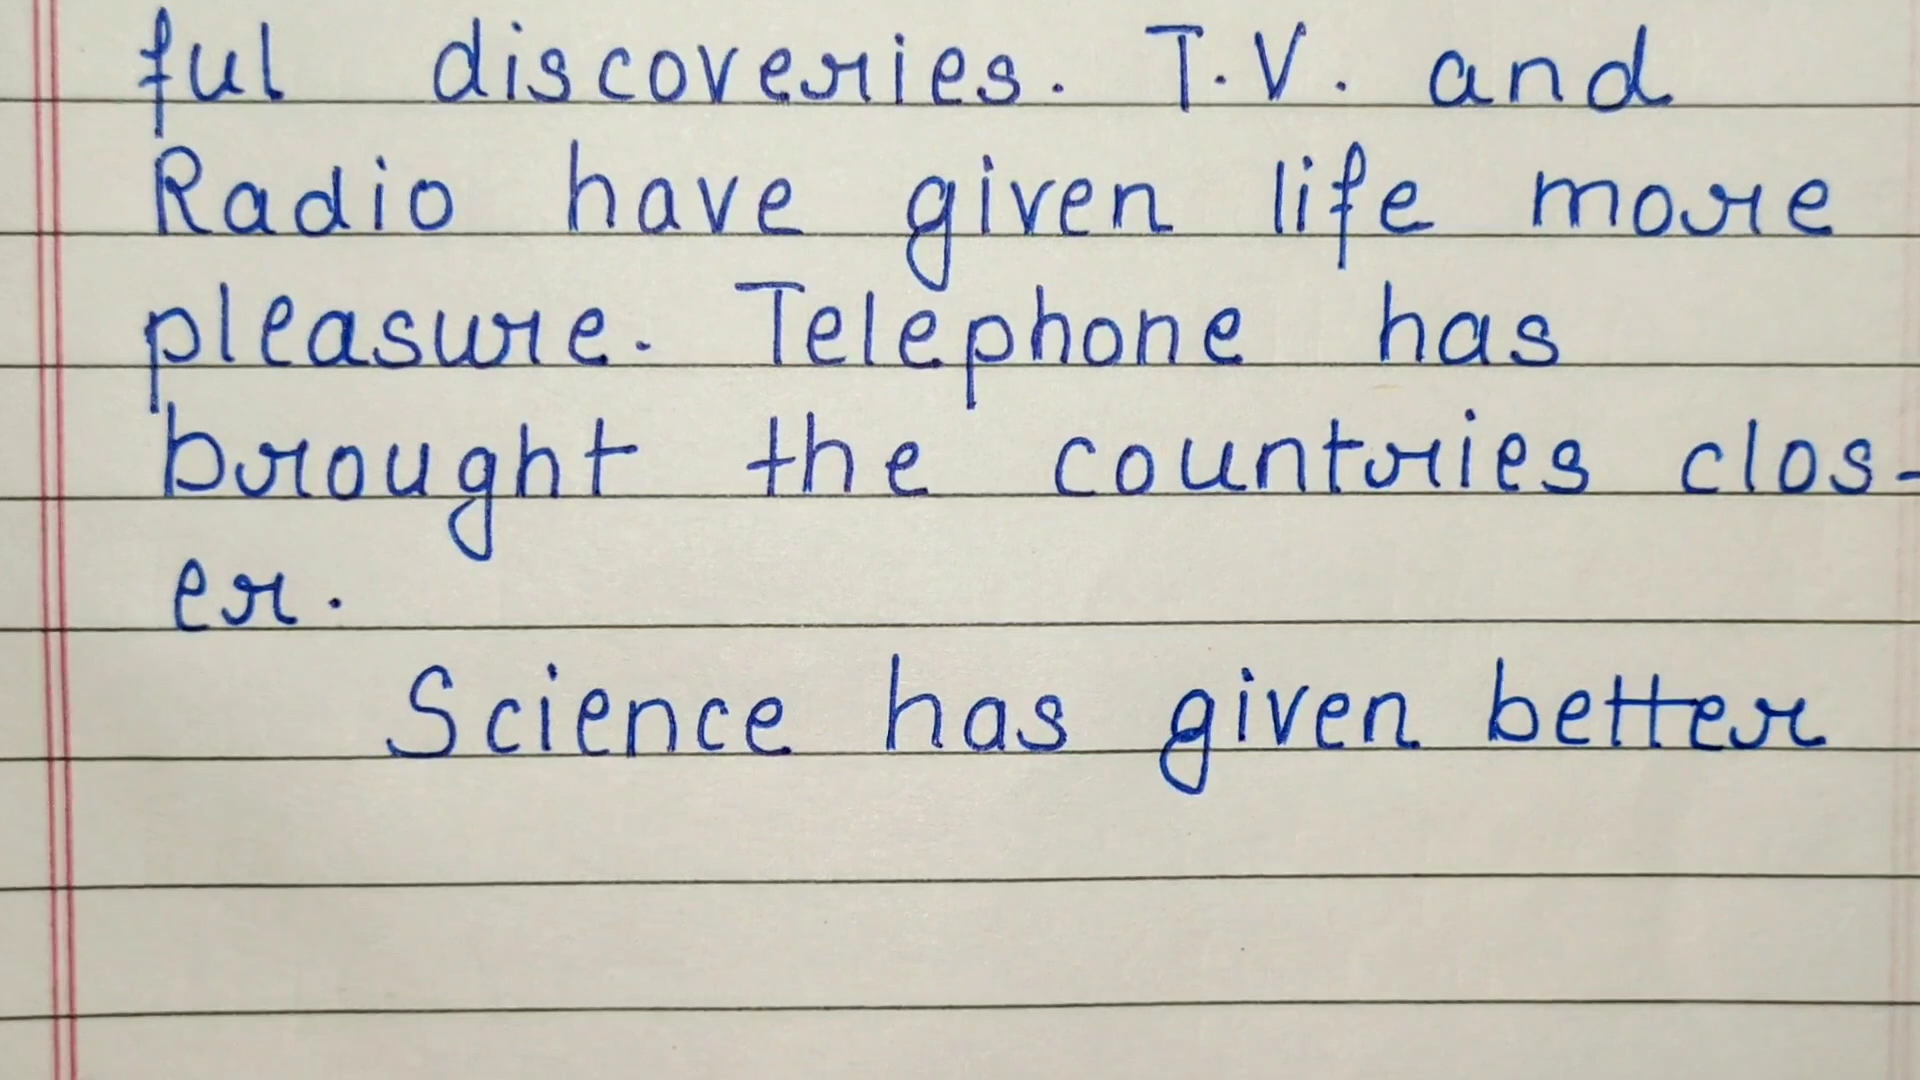 ful discoveries. T.V. and
Radio have given life more
pleasure. Telephone has
brought the countries clos-
er.
Science has given better